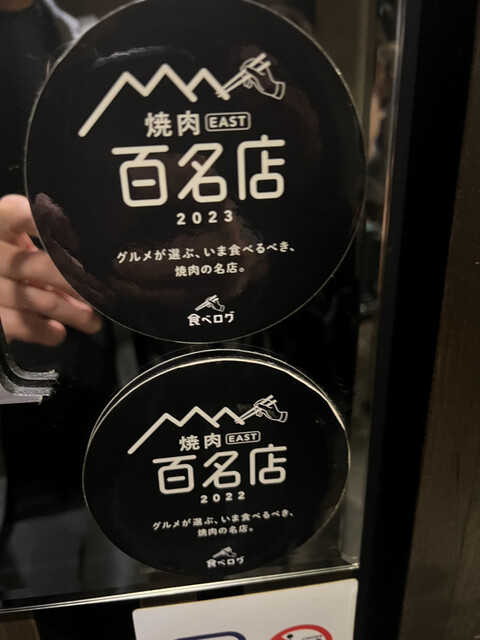 焼肉 EAST
百名店
2023
グルメが選ぶ、いま食べるべき、
焼肉の名店。
食べログ
焼肉 EAST
百名店
2022
グルメが選ぶ、いま食べるべき、
焼肉の名店。
食べログ